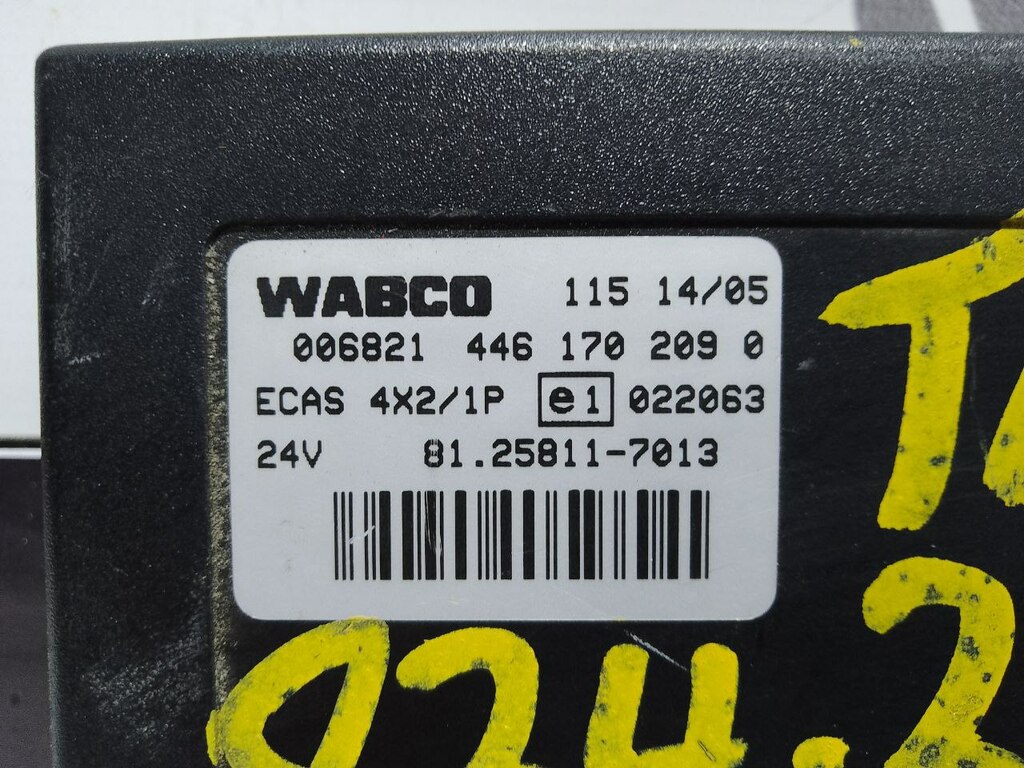 WABCO 115 14/05
006821 446 170 209 0
ECAS 4X2/1P e1 022063
24V 81.25811-7013